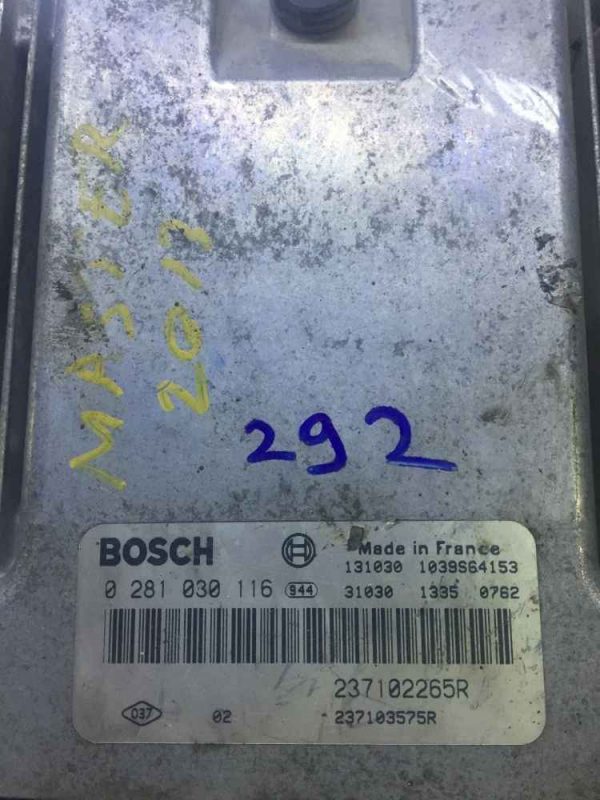 MASTER
2013
292
BOSCH
Made in France
131030 1039S64153
0 281 030 116 944 31030 1335 0762
237102265R
037 02 237103575R